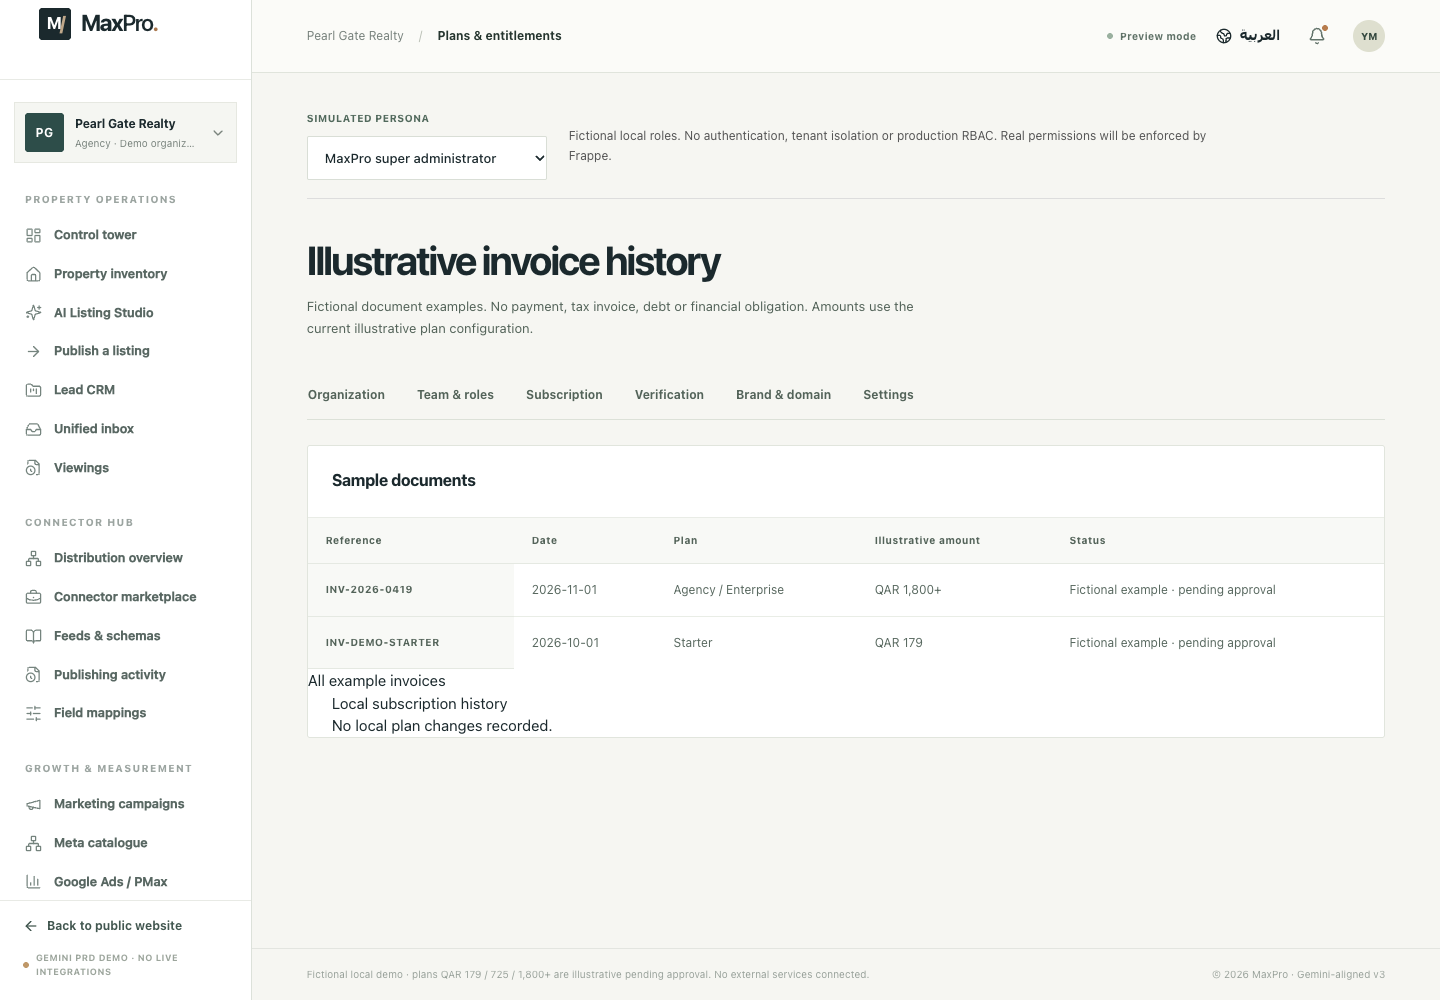 M/ MaxPro.
Pearl Gate Realty / Plans & entitlements
Preview mode
العربية
YM
PG
Pearl Gate Realty
Agency · Demo organiz...
PROPERTY OPERATIONS
Control tower
Property inventory
AI Listing Studio
Publish a listing
Lead CRM
Unified inbox
Viewings
CONNECTOR HUB
Distribution overview
Connector marketplace
Feeds & schemas
Publishing activity
Field mappings
GROWTH & MEASUREMENT
Marketing campaigns
Meta catalogue
Google Ads / PMax
Back to public website
GEMINI PRD DEMO · NO LIVE
INTEGRATIONS
SIMULATED PERSONA
MaxPro super administrator
Fictional local roles. No authentication, tenant isolation or production RBAC. Real permissions will be enforced by
Frappe.
Illustrative invoice history
Fictional document examples. No payment, tax invoice, debt or financial obligation. Amounts use the
current illustrative plan configuration.
Organization Team & roles Subscription Verification Brand & domain Settings
Sample documents
Reference Date Plan Illustrative amount Status
INV-2026-0419 2026-11-01 Agency / Enterprise QAR 1,800+ Fictional example · pending approval
INV-DEMO-STARTER 2026-10-01 Starter QAR 179 Fictional example · pending approval
All example invoices
Local subscription history
No local plan changes recorded.
Fictional local demo · plans QAR 179 / 725 / 1,800+ are illustrative pending approval. No external services connected.
© 2026 MaxPro · Gemini-aligned v3